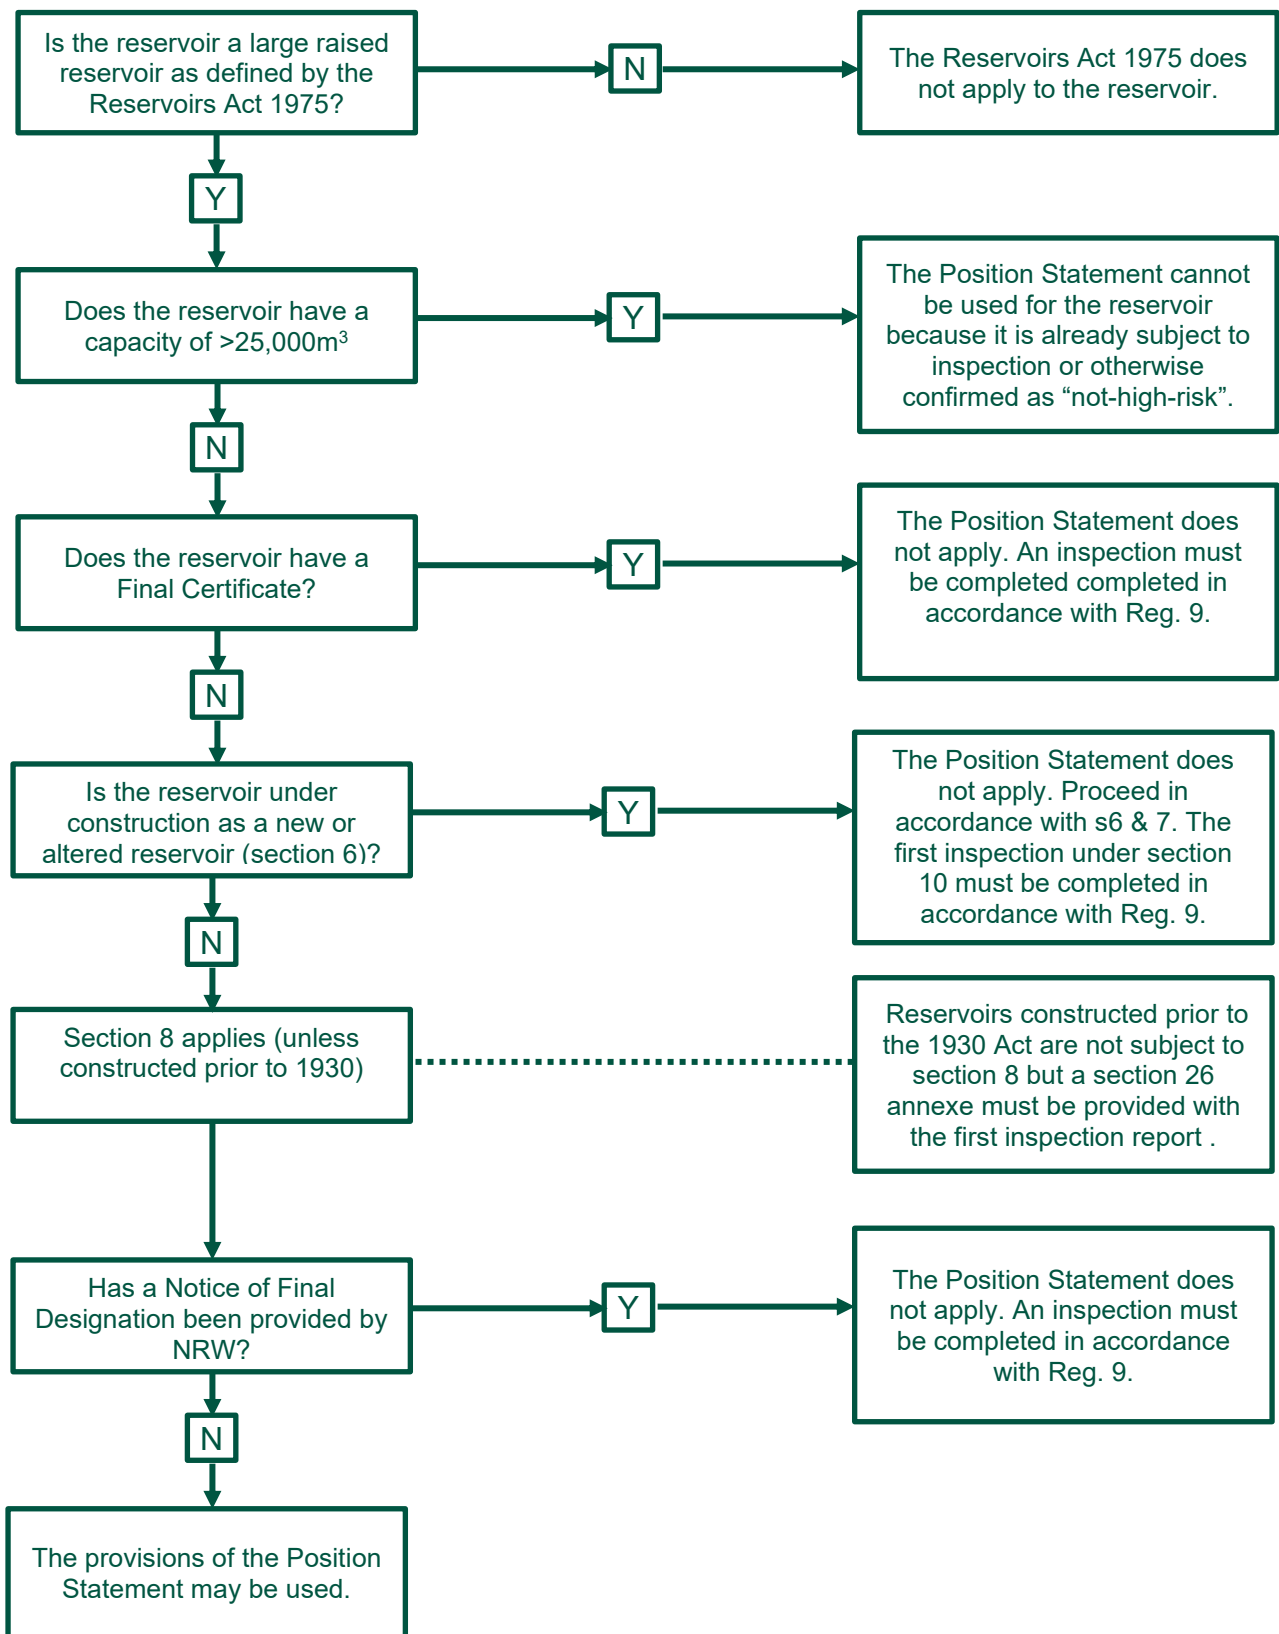 Is the reservoir a large raised
reservoir as defined by the
Reservoirs Act 1975?
N
The Reservoirs Act 1975 does
not apply to the reservoir.
Y
Does the reservoir have a
capacity of >25,000m³
Y
The Position Statement cannot
be used for the reservoir
because it is already subject to
inspection or otherwise
confirmed as “not-high-risk”.
N
Does the reservoir have a
Final Certificate?
Y
The Position Statement does
not apply. An inspection must
be completed completed in
accordance with Reg. 9.
N
Is the reservoir under
construction as a new or
altered reservoir (section 6)?
Y
The Position Statement does
not apply. Proceed in
accordance with s6 & 7. The
first inspection under section
10 must be completed in
accordance with Reg. 9.
N
Section 8 applies (unless
constructed prior to 1930)
Reservoirs constructed prior to
the 1930 Act are not subject to
section 8 but a section 26
annexe must be provided with
the first inspection report .
Has a Notice of Final
Designation been provided by
NRW?
Y
The Position Statement does
not apply. An inspection must
be completed in accordance
with Reg. 9.
N
The provisions of the Position
Statement may be used.